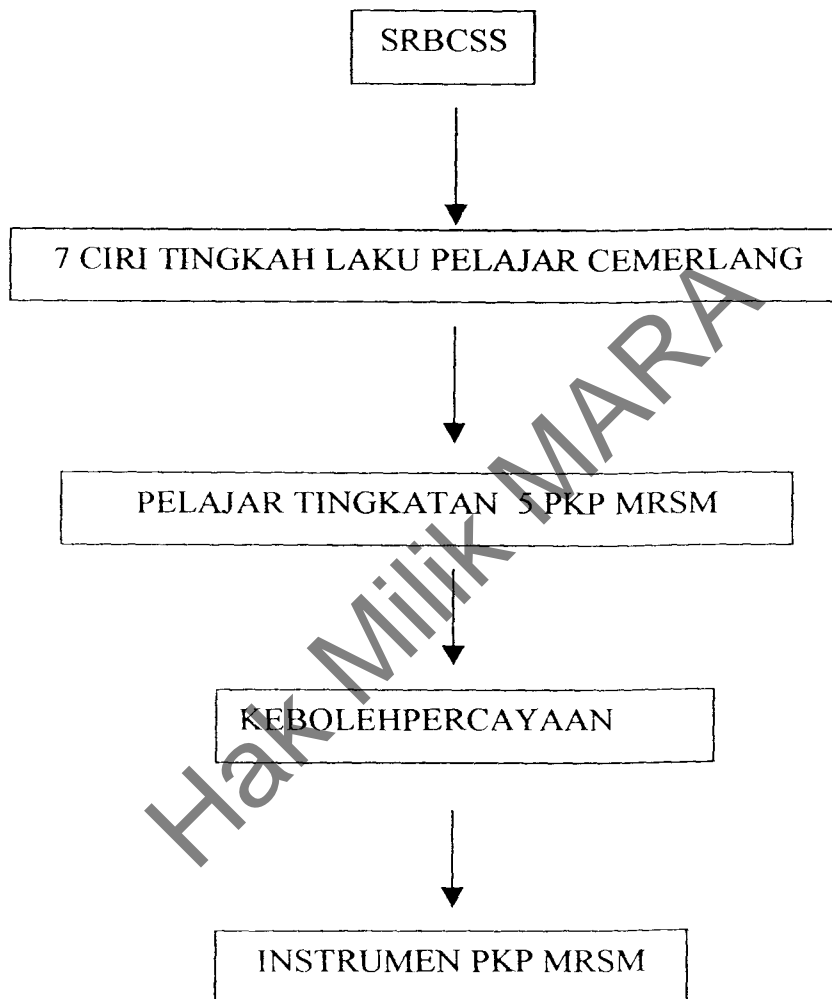 SRBCSS
7 CIRI TINGKAH LAKU PELAJAR CEMERLANG
PELAJAR TINGKATAN 5 PKP MRSM
KEBOLEHPERCAYAAN
INSTRUMEN PKP MRSM
Hak Milik MARA